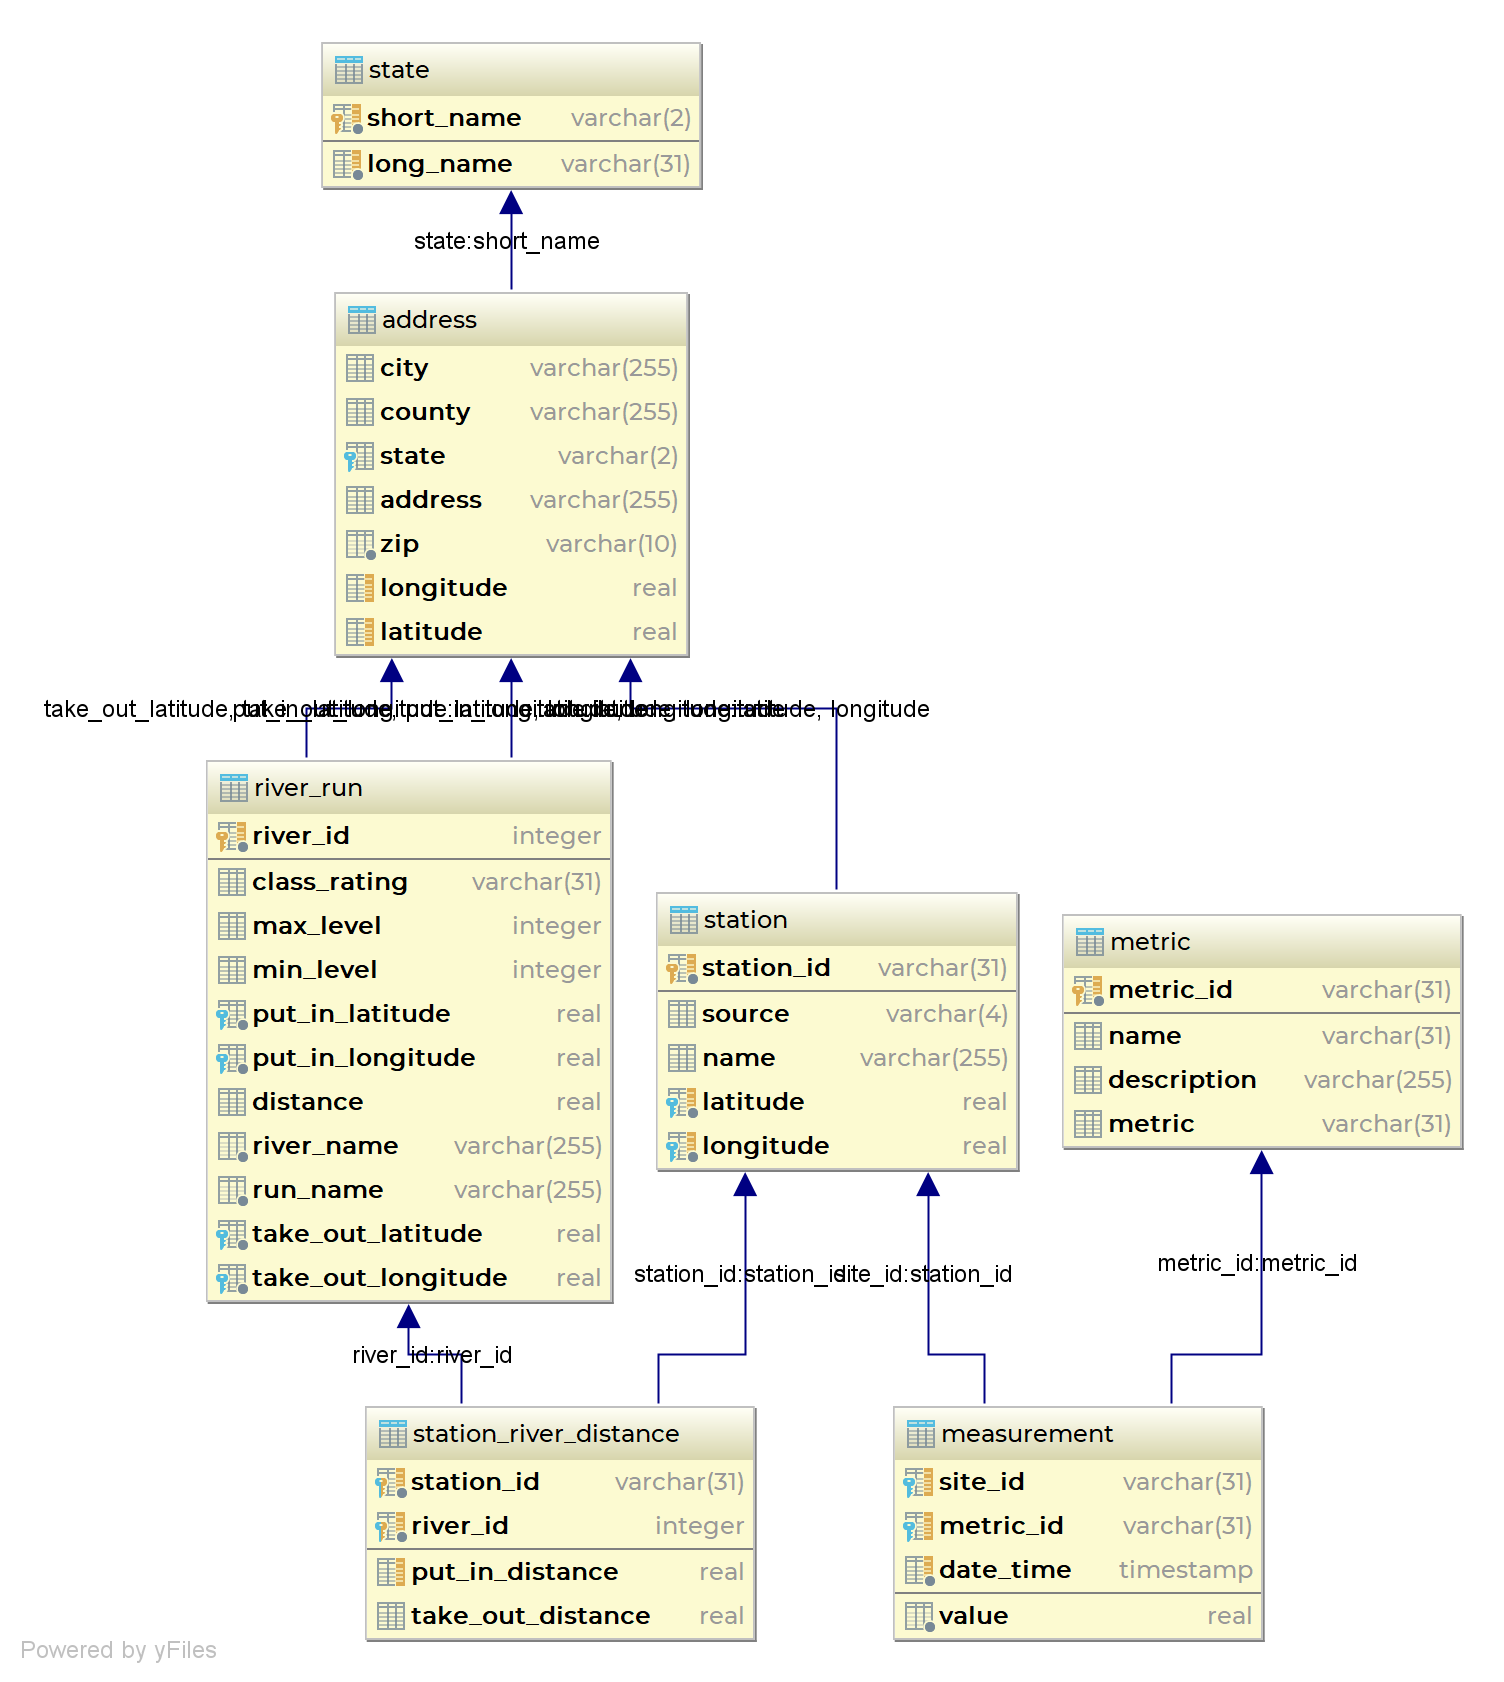 state
short_name varchar(2)
long_name varchar(31)
state:short_name
address
city varchar(255)
county varchar(255)
state varchar(2)
address varchar(255)
zip varchar(10)
longitude real
latitude real
take_out_latitude, longitude
river_run
river_id integer
class_rating varchar(31)
max_level integer
min_level integer
put_in_latitude real
put_in_longitude real
distance real
river_name varchar(255)
run_name varchar(255)
take_out_latitude real
take_out_longitude real
station
station_id varchar(31)
source varchar(4)
name varchar(255)
latitude real
longitude real
metric
metric_id varchar(31)
name varchar(31)
description varchar(255)
metric varchar(31)
station_id:station_id
site_id:station_id
metric_id:metric_id
river_id:river_id
station_river_distance
station_id varchar(31)
river_id integer
put_in_distance real
take_out_distance real
measurement
site_id varchar(31)
metric_id varchar(31)
date_time timestamp
value real
Powered by yFiles